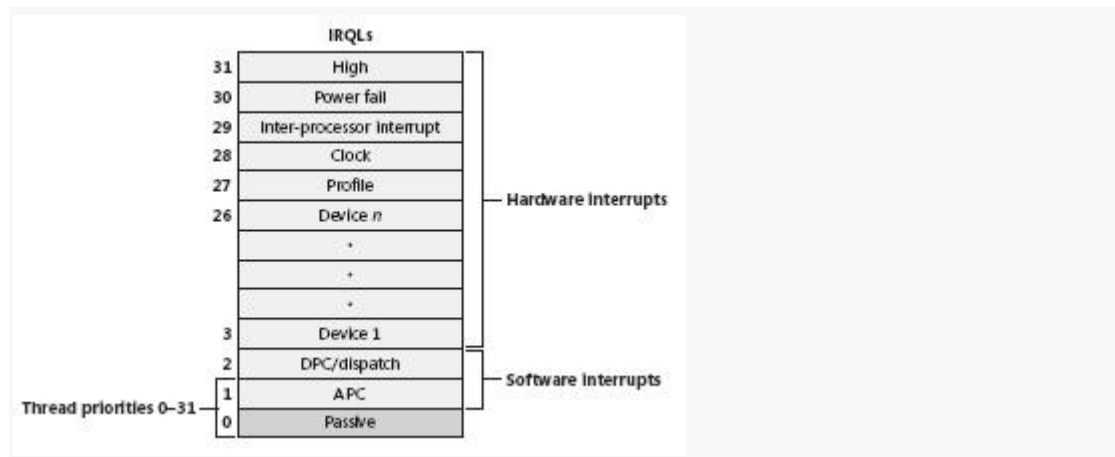 IRQLs
31 High
30 Power fail
29 Inter-processor interrupt
28 Clock
27 Profile
26 Device n
Hardware interrupts
3 Device 1
2 DPC/dispatch
Software interrupts
1 APC
Thread priorities 0–31
0 Passive